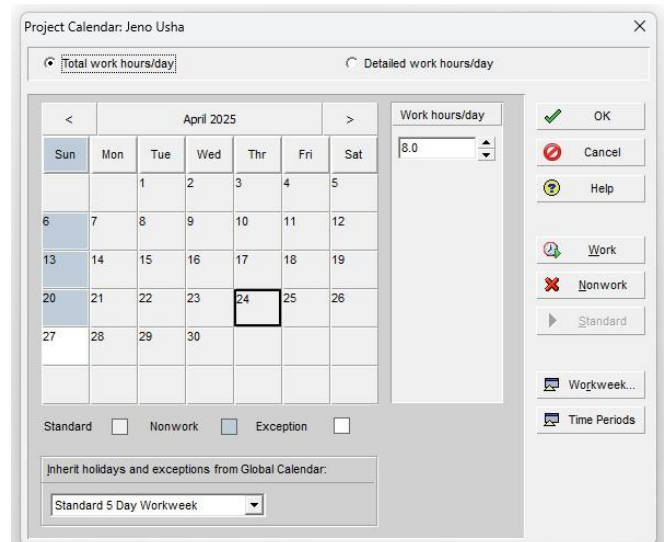 Project Calendar: Jeno Usha
Total work hours/day Detailed work hours/day
< April 2025 > Work hours/day OK
Sun Mon Tue Wed Thr Fri Sat 8.0 Cancel
1 2 3 4 5 Help
6 7 8 9 10 11 12
13 14 15 16 17 18 19 Work
20 21 22 23 24 25 26 Nonwork
27 28 29 30 Standard
Workweek...
Standard Nonwork Exception Time Periods
Inherit holidays and exceptions from Global Calendar:
Standard 5 Day Workweek